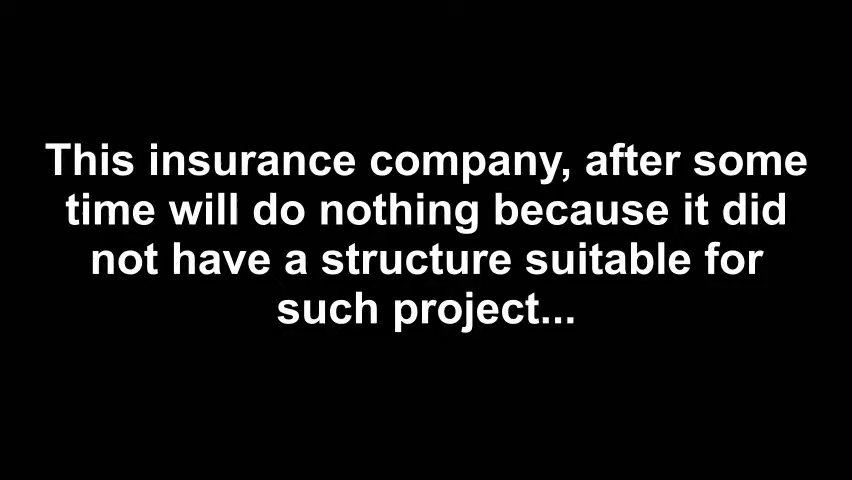 This insurance company, after some
time will do nothing because it did
not have a structure suitable for
such project...